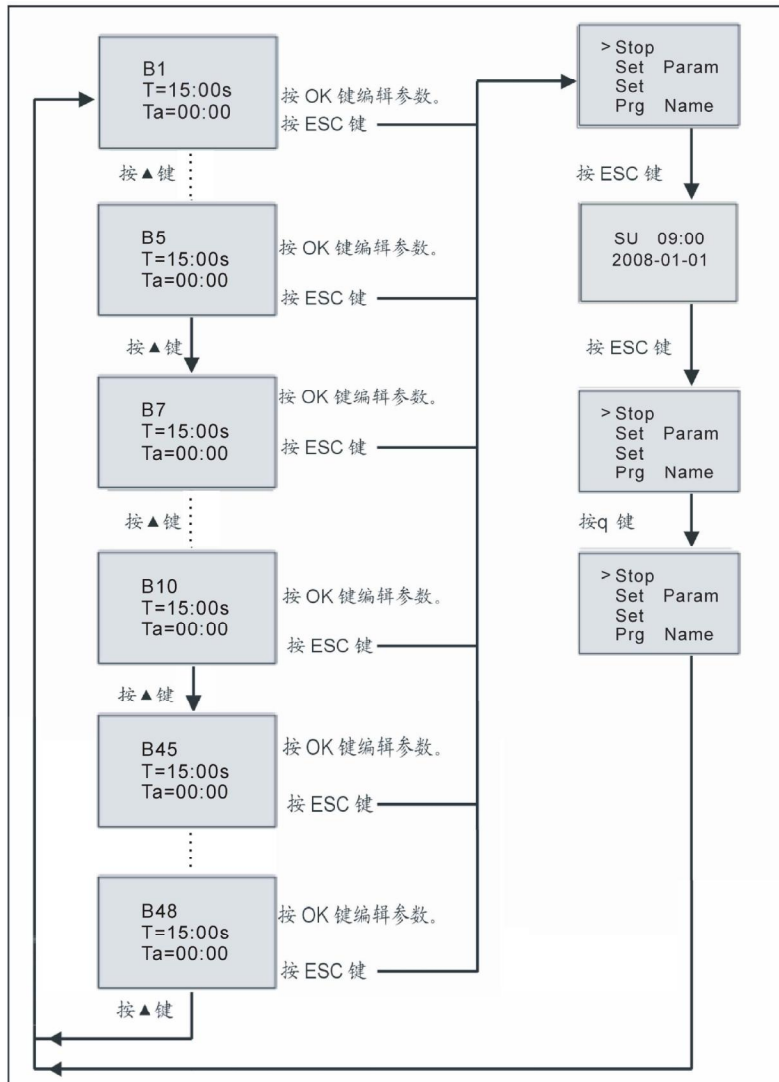 B1
T=15:00s
Ta=00:00
按 OK 键编辑参数。
按 ESC 键
按▲键
B5
T=15:00s
Ta=00:00
按 OK 键编辑参数。
按 ESC 键
按▲键
B7
T=15:00s
Ta=00:00
按 OK 键编辑参数。
按 ESC 键
按▲键
B10
T=15:00s
Ta=00:00
按 OK 键编辑参数。
按 ESC 键
按▲键
B45
T=15:00s
Ta=00:00
按 OK 键编辑参数。
按 ESC 键
B48
T=15:00s
Ta=00:00
按 OK 键编辑参数。
按 ESC 键
按▲键
> Stop
Set Param
Set
Prg Name
按 ESC 键
SU 09:00
2008-01-01
按 ESC 键
> Stop
Set Param
Set
Prg Name
按q 键
> Stop
Set Param
Set
Prg Name